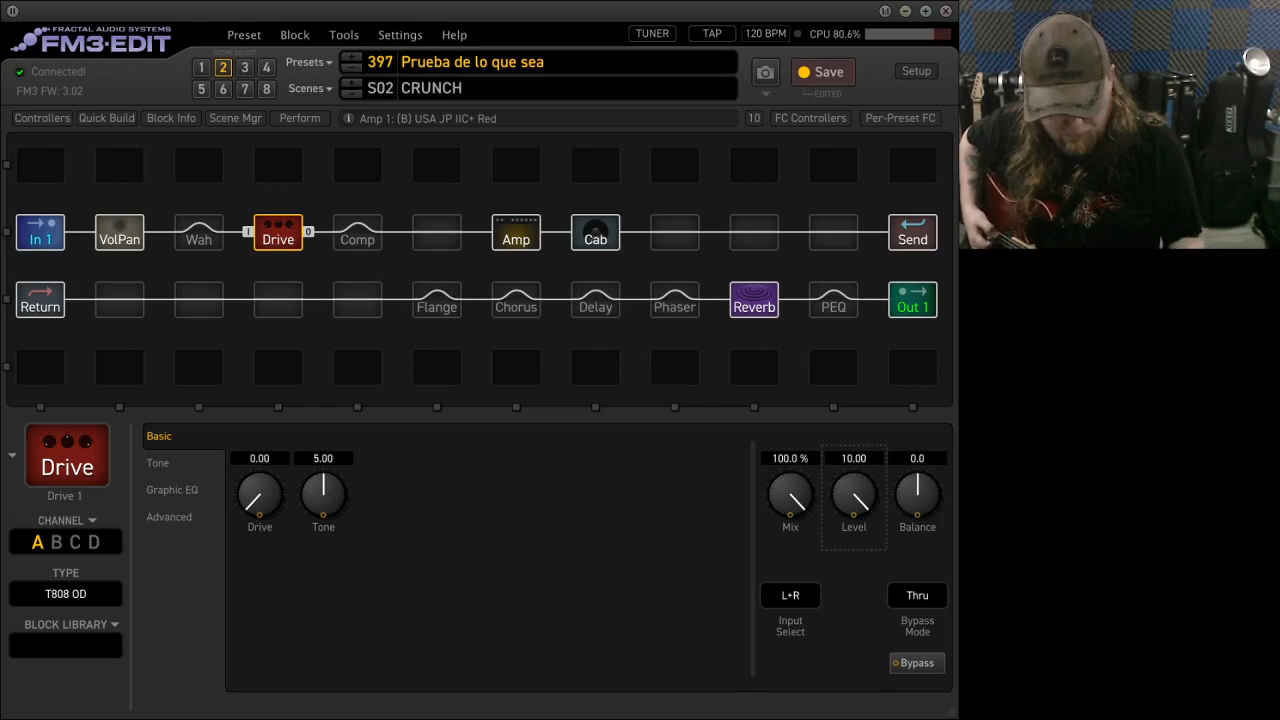 FRACTAL AUDIO SYSTEMS
FM3-EDIT
Preset Block Tools Settings Help
TUNER TAP 120 BPM CPU 80.6%
SCENE SELECT
1 2 3 4
5 6 7 8
Presets 397 Prueba de lo que sea
Scenes S02 CRUNCH
Save
EDITED
Setup
Connected!
FM3 FW: 3.02
Controllers Quick Build Block Info Scene Mgr Perform Amp 1: (B) USA JP IIC+ Red 10 FC Controllers Per-Preset FC
In 1 VolPan Wah I Drive O Comp Amp Cab Send
Return Flange Chorus Delay Phaser Reverb PEQ Out 1
Drive
Drive 1
CHANNEL
A B C D
TYPE
T808 OD
BLOCK LIBRARY
Basic
Tone
Graphic EQ
Advanced
0.00 5.00
Drive Tone
100.0 % 10.00 0.0
Mix Level Balance
L+R Thru
Input Select
Bypass Mode
Bypass